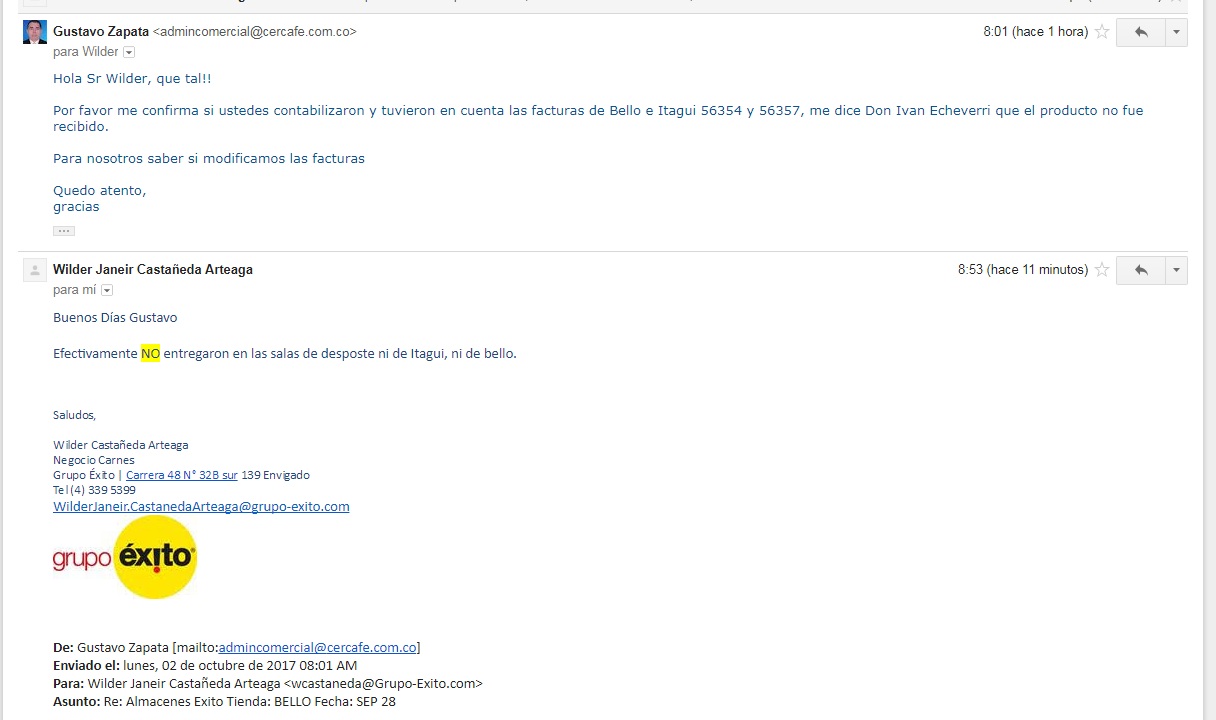 Gustavo Zapata <admincomercial@cercafe.com.co>
8:01 (hace 1 hora)
para Wilder
Hola Sr Wilder, que tal!!
Por favor me confirma si ustedes contabilizaron y tuvieron en cuenta las facturas de Bello e Itagui 56354 y 56357, me dice Don Ivan Echeverri que el producto no fue
recibido.
Para nosotros saber si modificamos las facturas
Quedo atento,
gracias
Wilder Janeir Castañeda Arteaga
8:53 (hace 11 minutos)
para mí
Buenos Días Gustavo
Efectivamente NO entregaron en las salas de desposte ni de Itagui, ni de bello.
Saludos,
Wilder Castañeda Arteaga
Negocio Carnes
Grupo Éxito | Carrera 48 N° 32B sur 139 Envigado
Tel (4) 339 5399
WilderJaneir.CastanedaArteaga@grupo-exito.com
grupo éxito
De: Gustavo Zapata [mailto:admincomercial@cercafe.com.co]
Enviado el: lunes, 02 de octubre de 2017 08:01 AM
Para: Wilder Janeir Castañeda Arteaga <wcastaneda@Grupo-Exito.com>
Asunto: Re: Almacenes Exito Tienda: BELLO Fecha: SEP 28